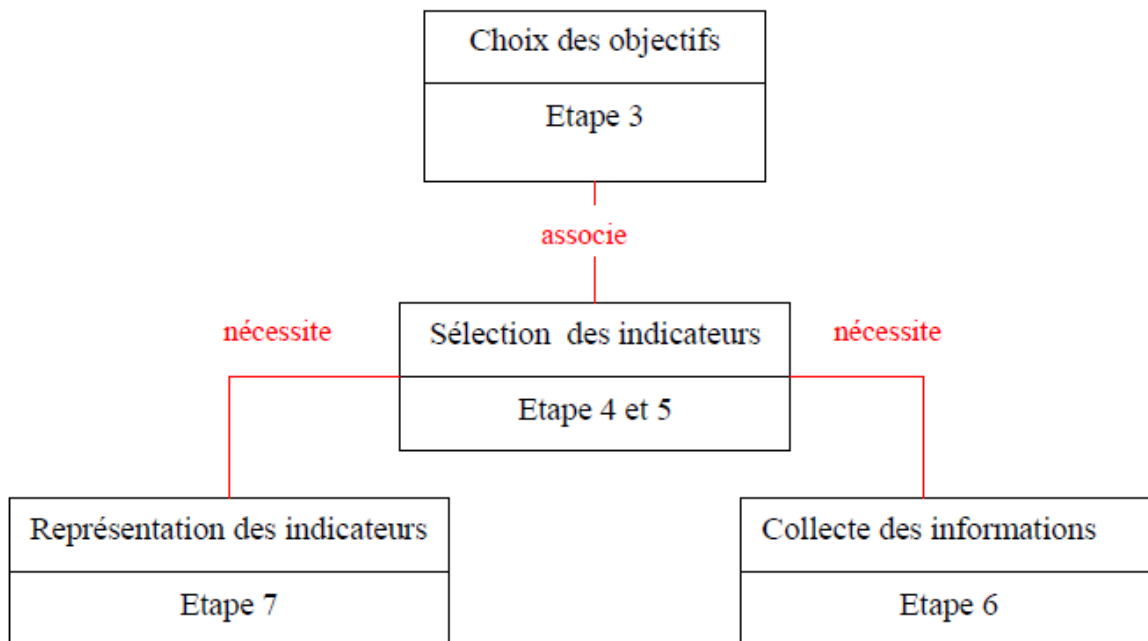 Choix des objectifs
Etape 3
associe
nécessite
Sélection des indicateurs
nécessite
Etape 4 et 5
Représentation des indicateurs
Etape 7
Collecte des informations
Etape 6